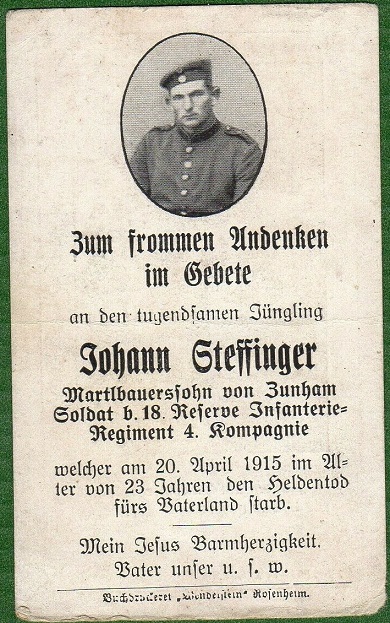 Zum frommen Andenken
im Gebete
an den tugendsamen Jüngling
Johann Steffinger
Martlbauerssohn von Zunham
Soldat b. 18. Reserve Infanterie-
Regiment 4. Kompagnie
welcher am 20. April 1915 im Al-
ter von 23 Jahren den Heldentod
fürs Vaterland starb.
Mein Jesus Barmherzigkeit.
Vater unser u. s. w.
Buchdruckerei „Wendelstein“ Rosenheim.